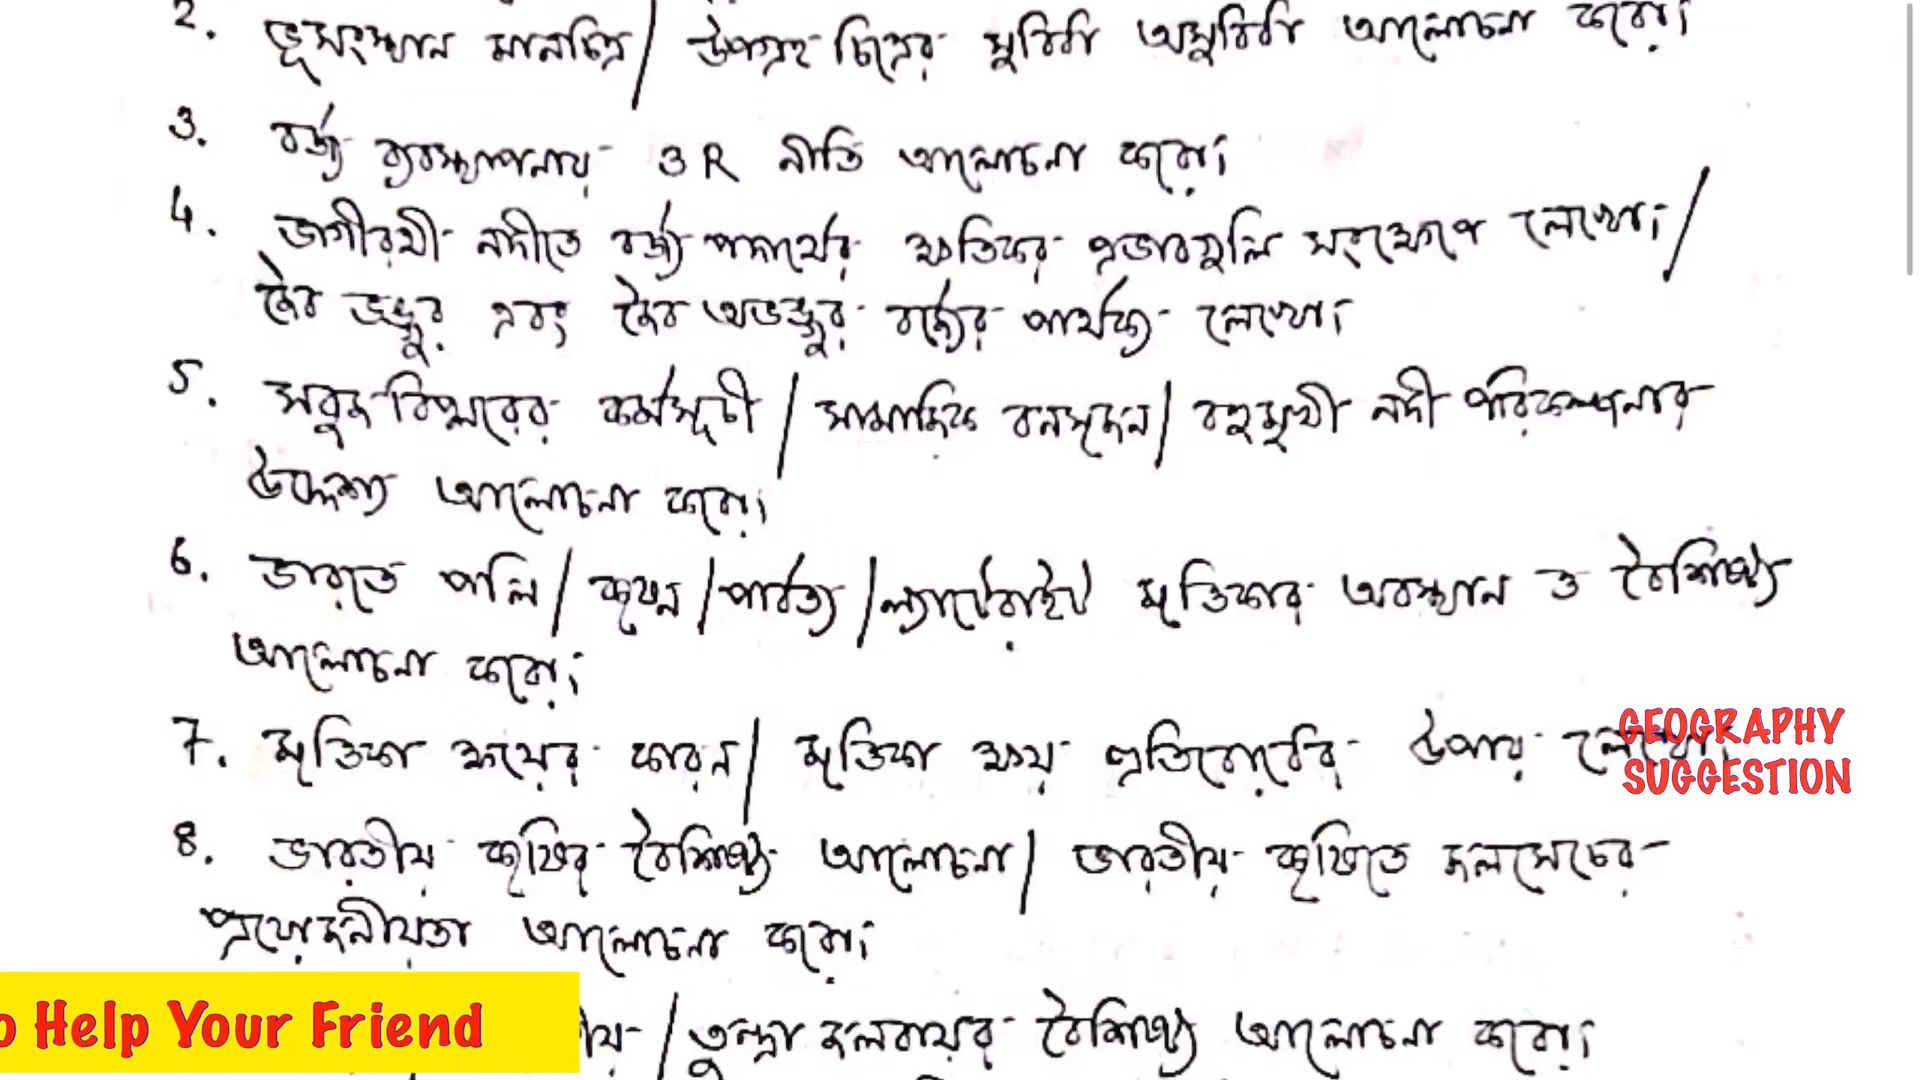 2. ভূসংস্থান মানচিত্র / উপগ্রহ চিত্রের সুবিধা অসুবিধা আলোচনা করো।
3. বর্জ্য ব্যবস্থাপনায় 3R নীতি আলোচনা করো।
4. ভাগীরথী নদীতে বর্জ্য পদার্থের ক্ষতিকর প্রভাবগুলি সংক্ষেপে লেখো। /
জৈব ভঙ্গুর এবং জৈব অভঙ্গুর বর্জ্যের পার্থক্য লেখো।
5. সবুজ বিপ্লবের কর্মসূচী / সামাজিক বনসৃজন / বহুমুখী নদী পরিকল্পনার
উদ্দেশ্য আলোচনা করো।
6. ভারতে পলি / কৃষ্ণ / পার্বত্য / ল্যাটেরাইট মৃত্তিকার অবস্থান ও বৈশিষ্ট্য
আলোচনা করো।
7. মৃত্তিকা ক্ষয়ের কারন / মৃত্তিকা ক্ষয় প্রতিরোধের উপায় লেখো।
GEOGRAPHY
SUGGESTION
8. ভারতীয় কৃষির বৈশিষ্ট্য আলোচনা / ভারতীয় কৃষিতে জলসেচের
প্রয়োজনীয়তা আলোচনা করো।
/ তুন্দ্রা জলবায়ুর বৈশিষ্ট্য আলোচনা করো।
o Help Your Friend